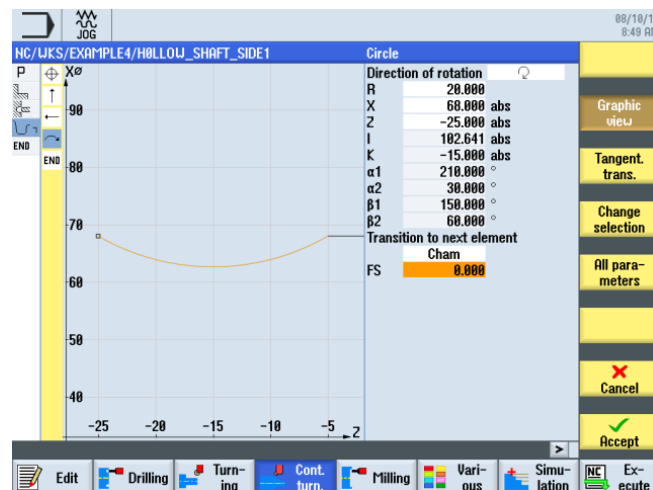 JOG
08/10/1
8:49 AM
NC/WKS/EXAMPLE4/HOLLOW_SHAFT_SIDE1
Circle
P
END
END
XØ
-90
-80
-70
-60
-50
-40
-25 -20 -15 -10 -5 Z
Direction of rotation
R 20.000
X 68.000 abs
Z -25.000 abs
I 102.641 abs
K -15.000 abs
α1 210.000 °
α2 30.000 °
β1 150.000 °
β2 60.000 °
Transition to next element
Cham
FS 0.000
Graphic
view
Tangent.
trans.
Change
selection
All para-
meters
Cancel
Accept
>
Edit
Drilling
Turn-
ing
Cont.
turn.
Milling
Vari-
ous
Simu-
lation
NC
Ex-
ecute